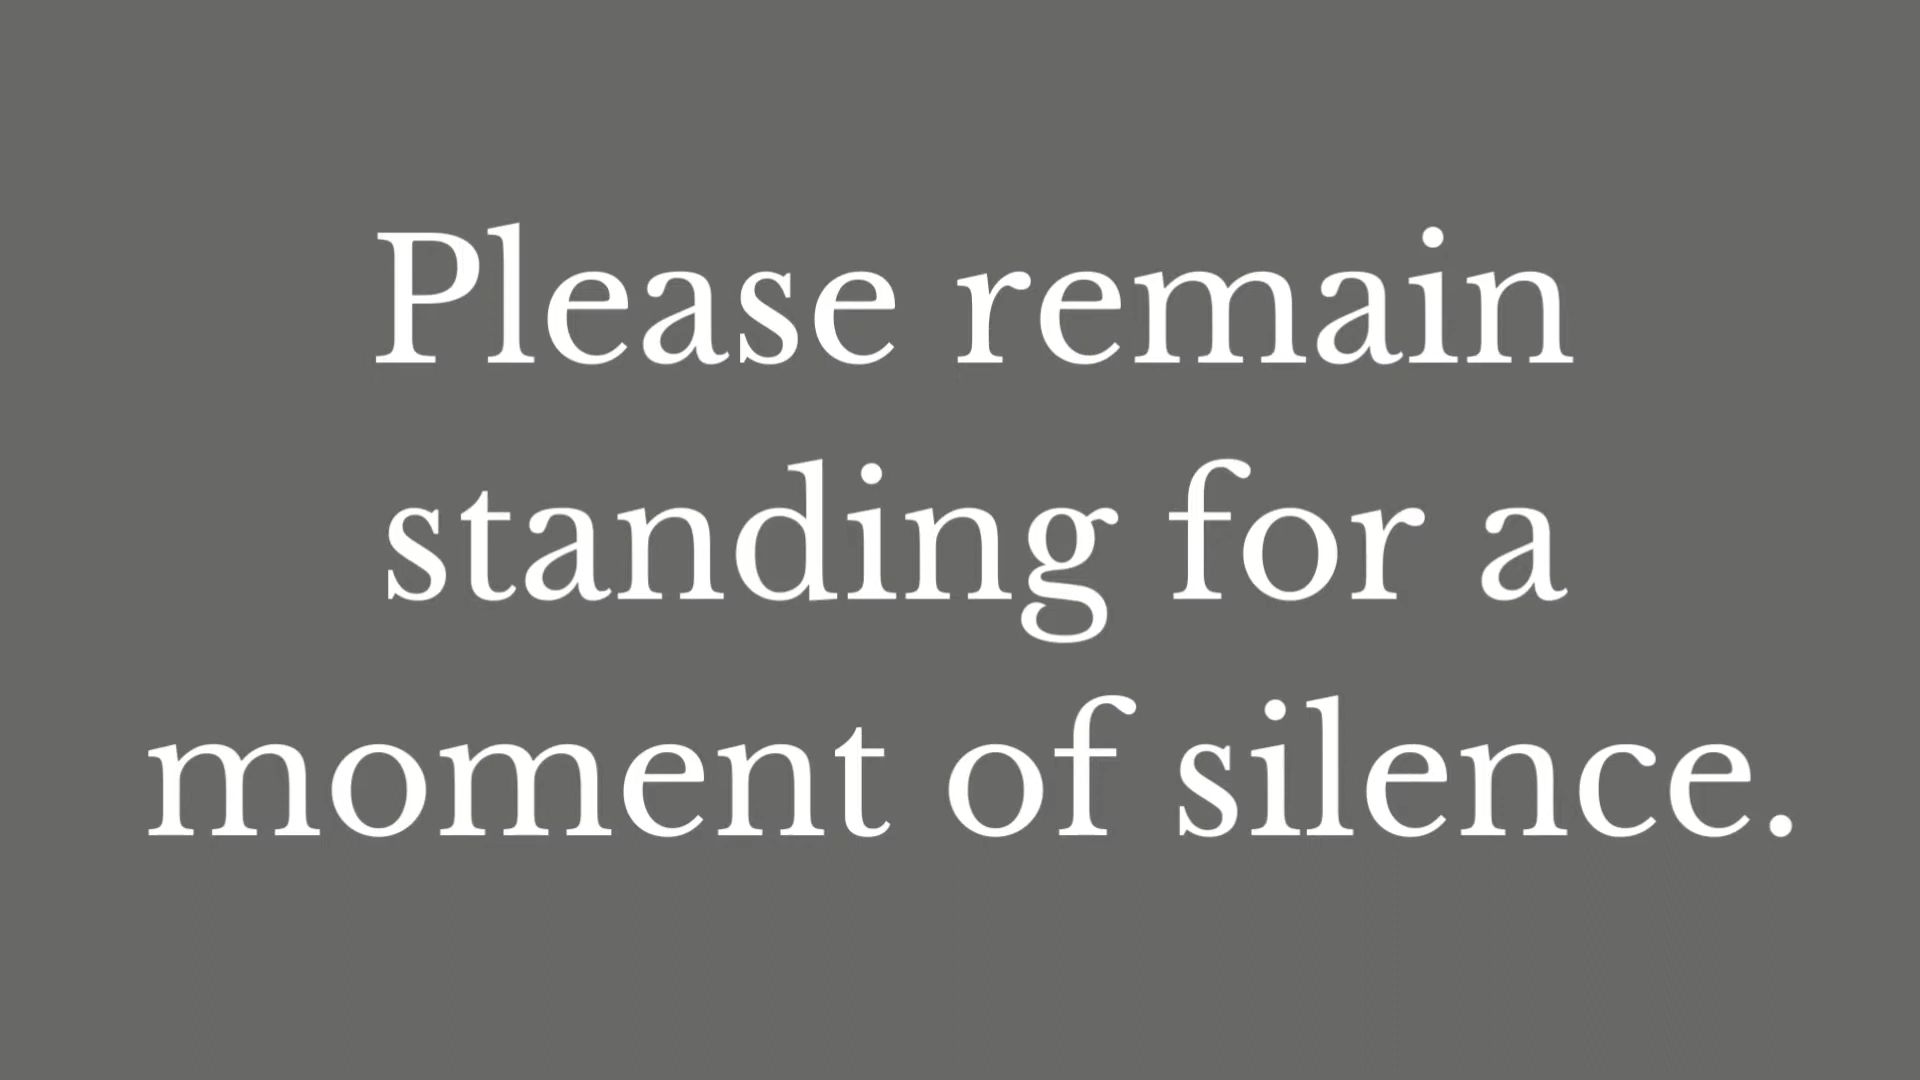 Please remain
standing for a
moment of silence.